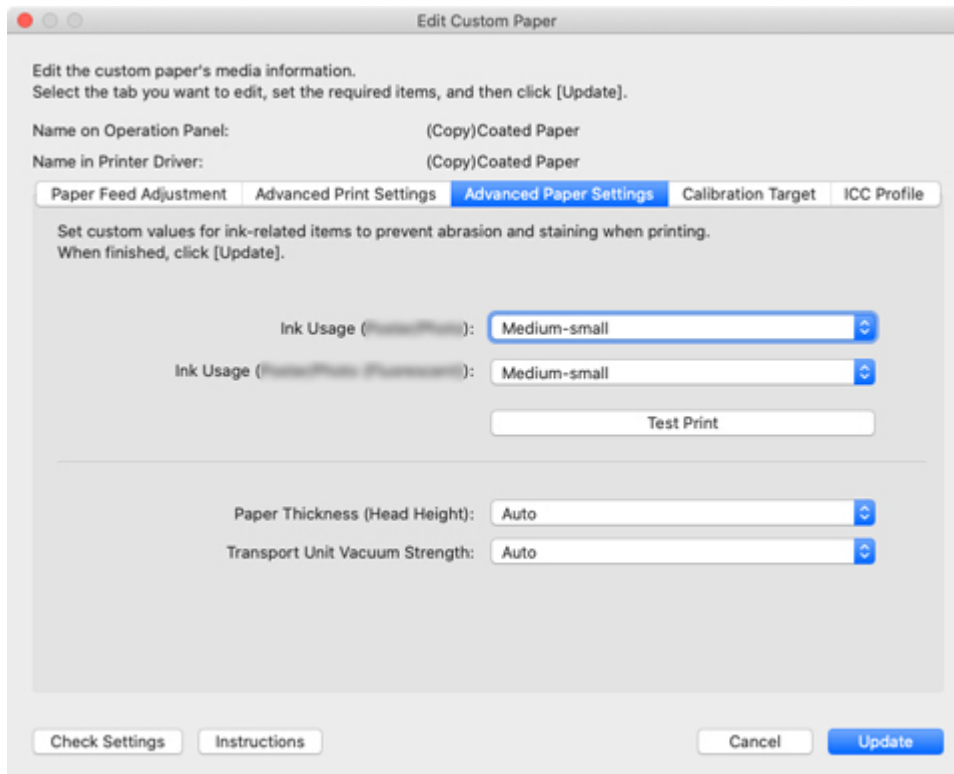 Edit Custom Paper
Edit the custom paper's media information.
Select the tab you want to edit, set the required items, and then click [Update].
Name on Operation Panel: (Copy)Coated Paper
Name in Printer Driver: (Copy)Coated Paper
Paper Feed Adjustment Advanced Print Settings Advanced Paper Settings Calibration Target ICC Profile
Set custom values for ink-related items to prevent abrasion and staining when printing.
When finished, click [Update].
Ink Usage ( ): Medium-small
Ink Usage ( ): Medium-small
Test Print
Paper Thickness (Head Height): Auto
Transport Unit Vacuum Strength: Auto
Check Settings Instructions Cancel Update